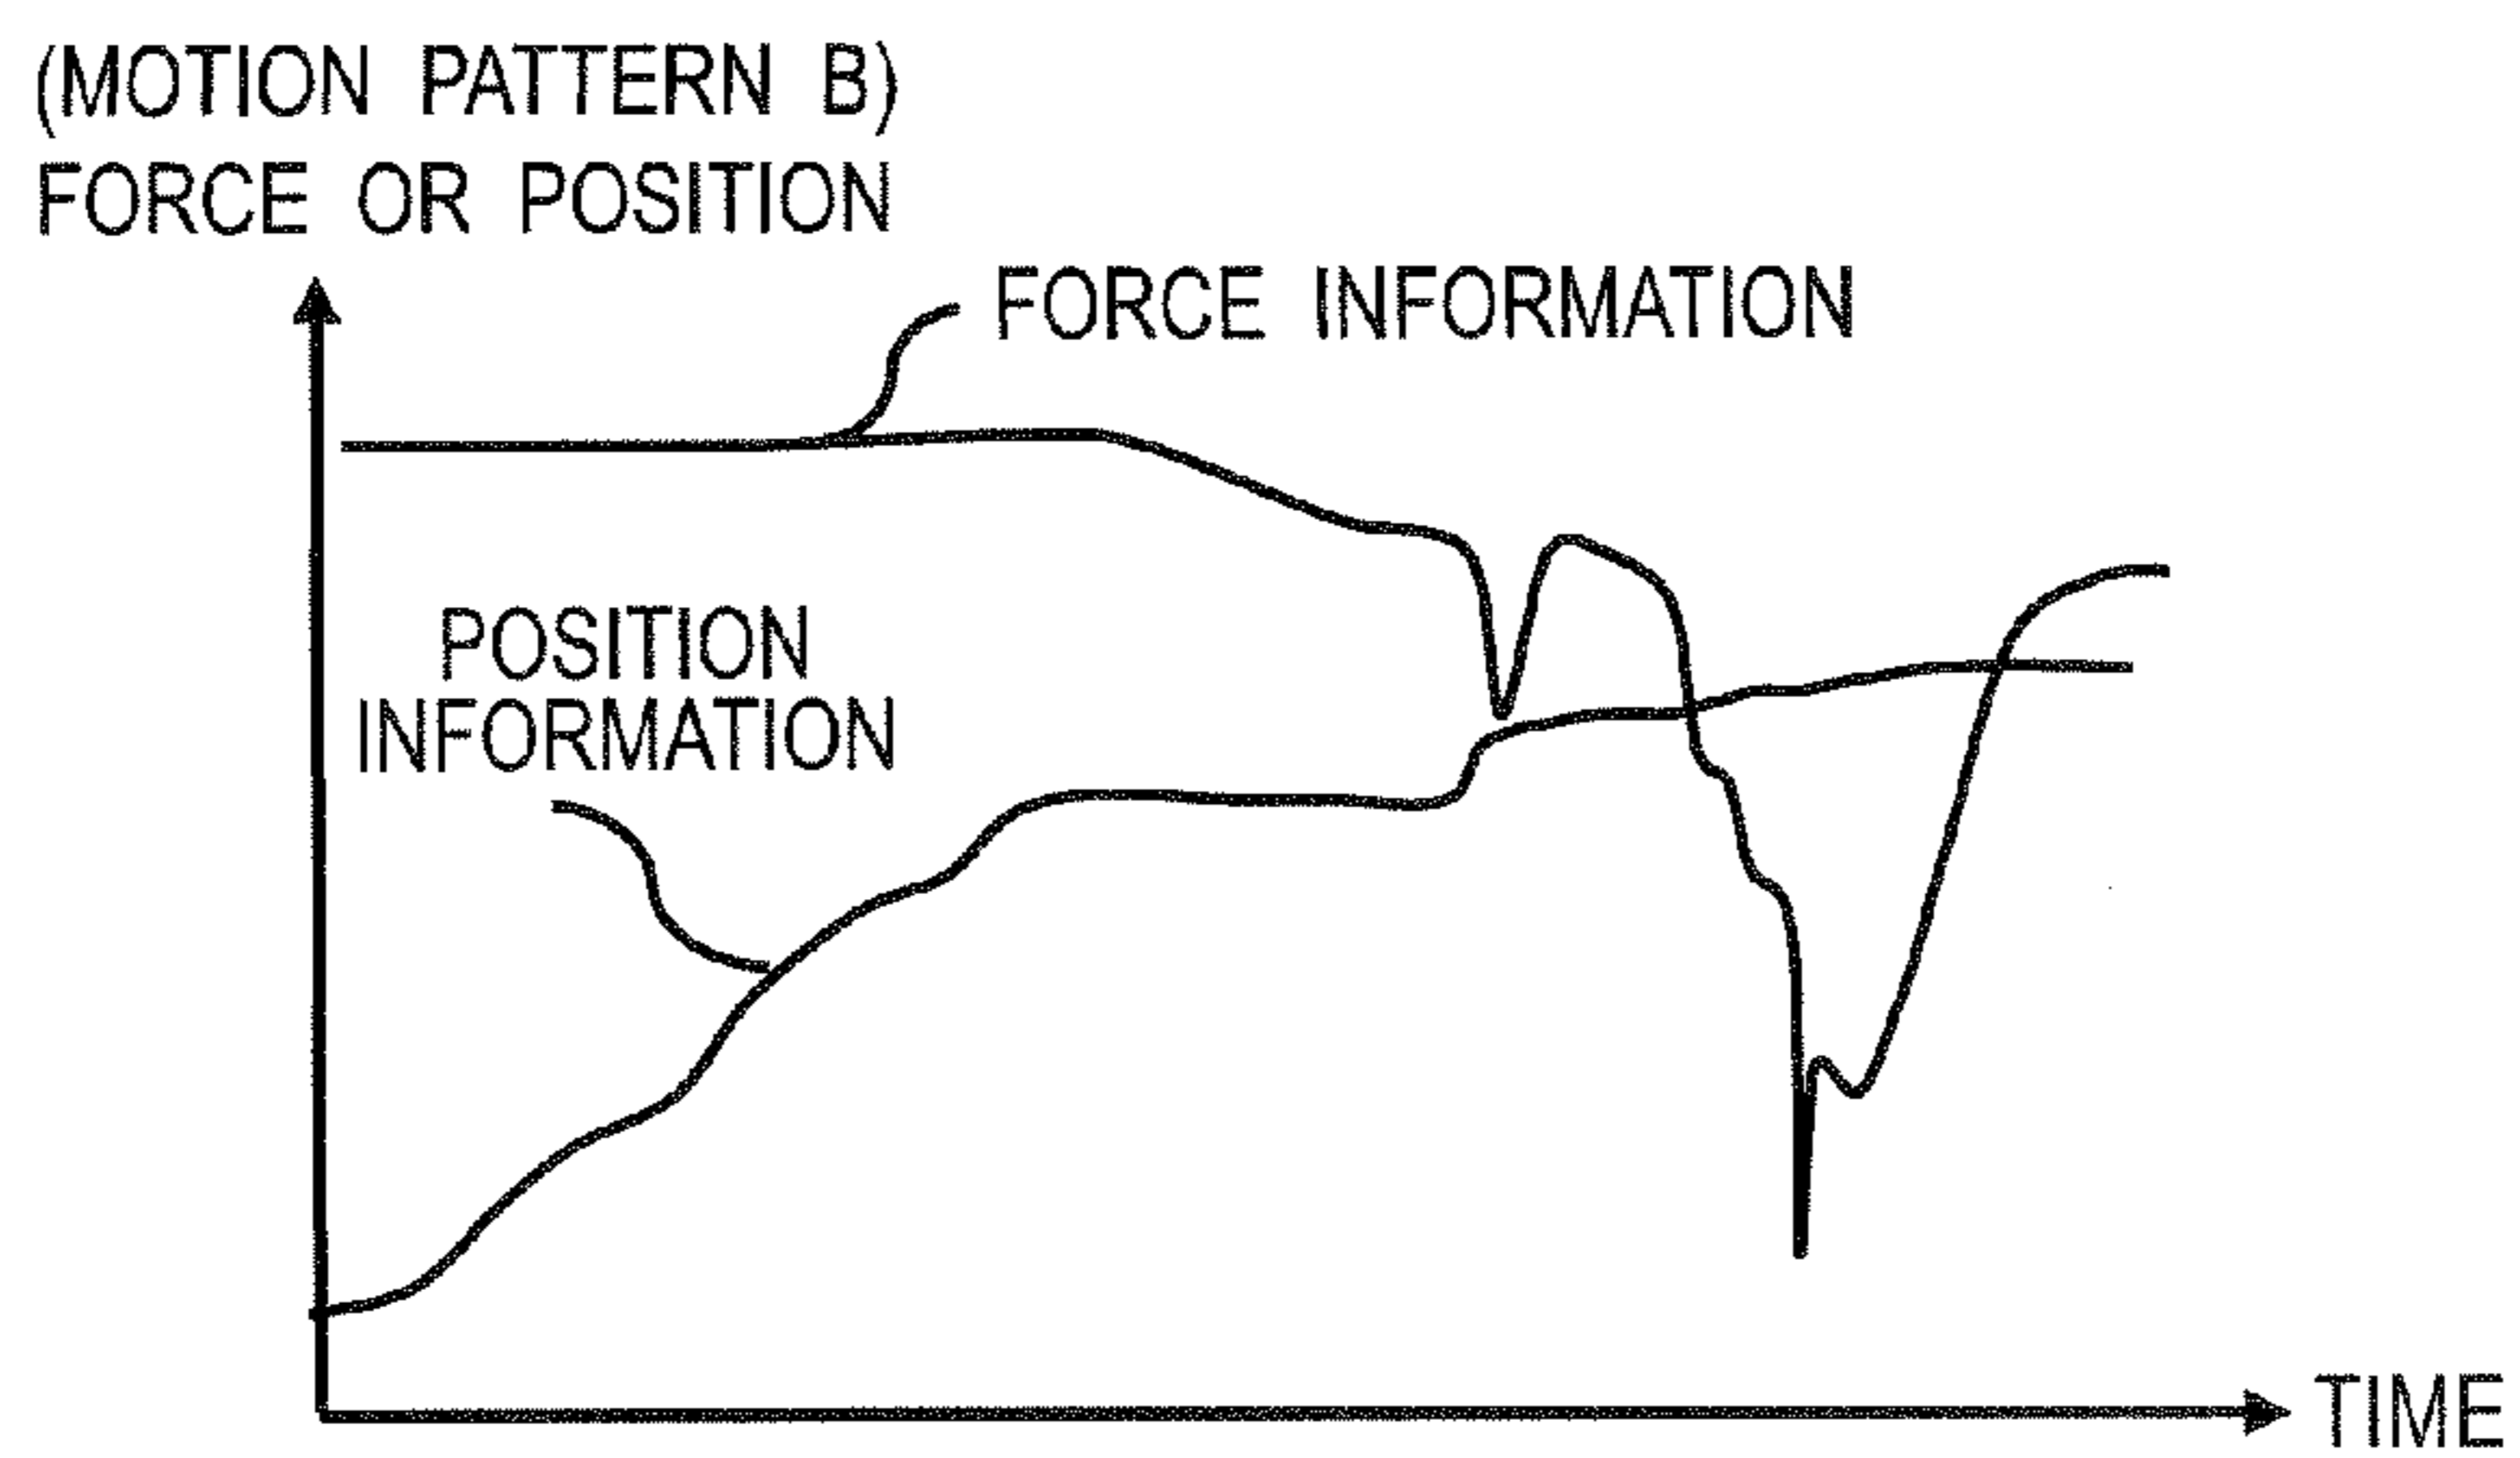 (MOTION PATTERN B)
FORCE OR POSITION
FORCE INFORMATION
POSITION
INFORMATION
TIME